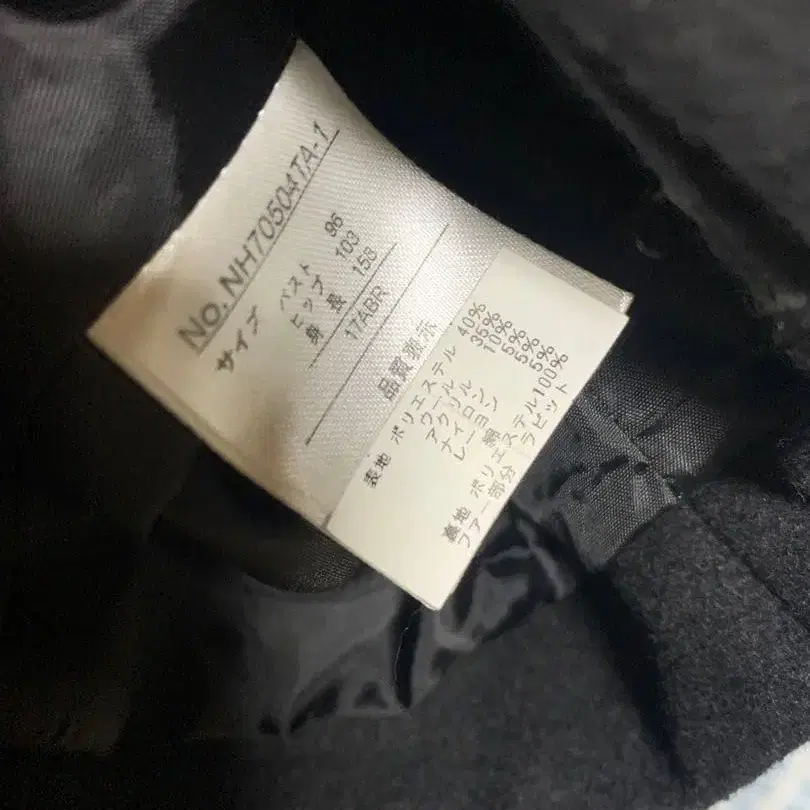 No.NH70504TA-1
サイズ バスト 96
ヒップ 103
身長 158
17ABR
品質表示
表地 ポリエステル 40%
ウール 35%
アクリル 10%
ナイロン 5%
レーヨン 5%
綿 5%
裏地 ポリエステル100%
ファー部分 ラビット